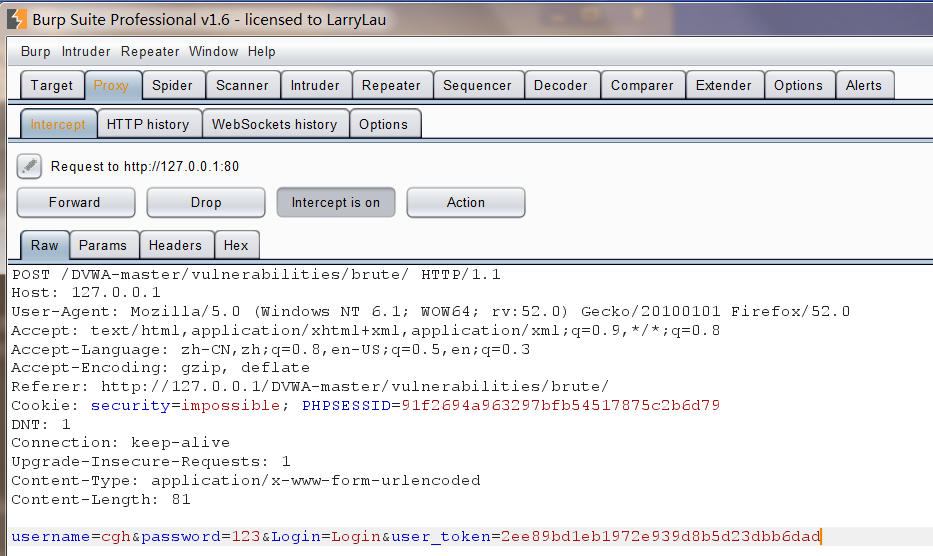 Burp Suite Professional v1.6 - licensed to LarryLau
Burp Intruder Repeater Window Help
Target Proxy Spider Scanner Intruder Repeater Sequencer Decoder Comparer Extender Options Alerts
Intercept HTTP history WebSockets history Options
Request to http://127.0.0.1:80
Forward Drop Intercept is on Action
Raw Params Headers Hex
POST /DVWA-master/vulnerabilities/brute/ HTTP/1.1
Host: 127.0.0.1
User-Agent: Mozilla/5.0 (Windows NT 6.1; WOW64; rv:52.0) Gecko/20100101 Firefox/52.0
Accept: text/html,application/xhtml+xml,application/xml;q=0.9,*/*;q=0.8
Accept-Language: zh-CN,zh;q=0.8,en-US;q=0.5,en;q=0.3
Accept-Encoding: gzip, deflate
Referer: http://127.0.0.1/DVWA-master/vulnerabilities/brute/
Cookie: security=impossible; PHPSESSID=91f2694a963297bfb54517875c2b6d79
DNT: 1
Connection: keep-alive
Upgrade-Insecure-Requests: 1
Content-Type: application/x-www-form-urlencoded
Content-Length: 81
username=cgh&password=123&Login=Login&user_token=2ee89bd1eb1972e939d8b5d23dbb6dad